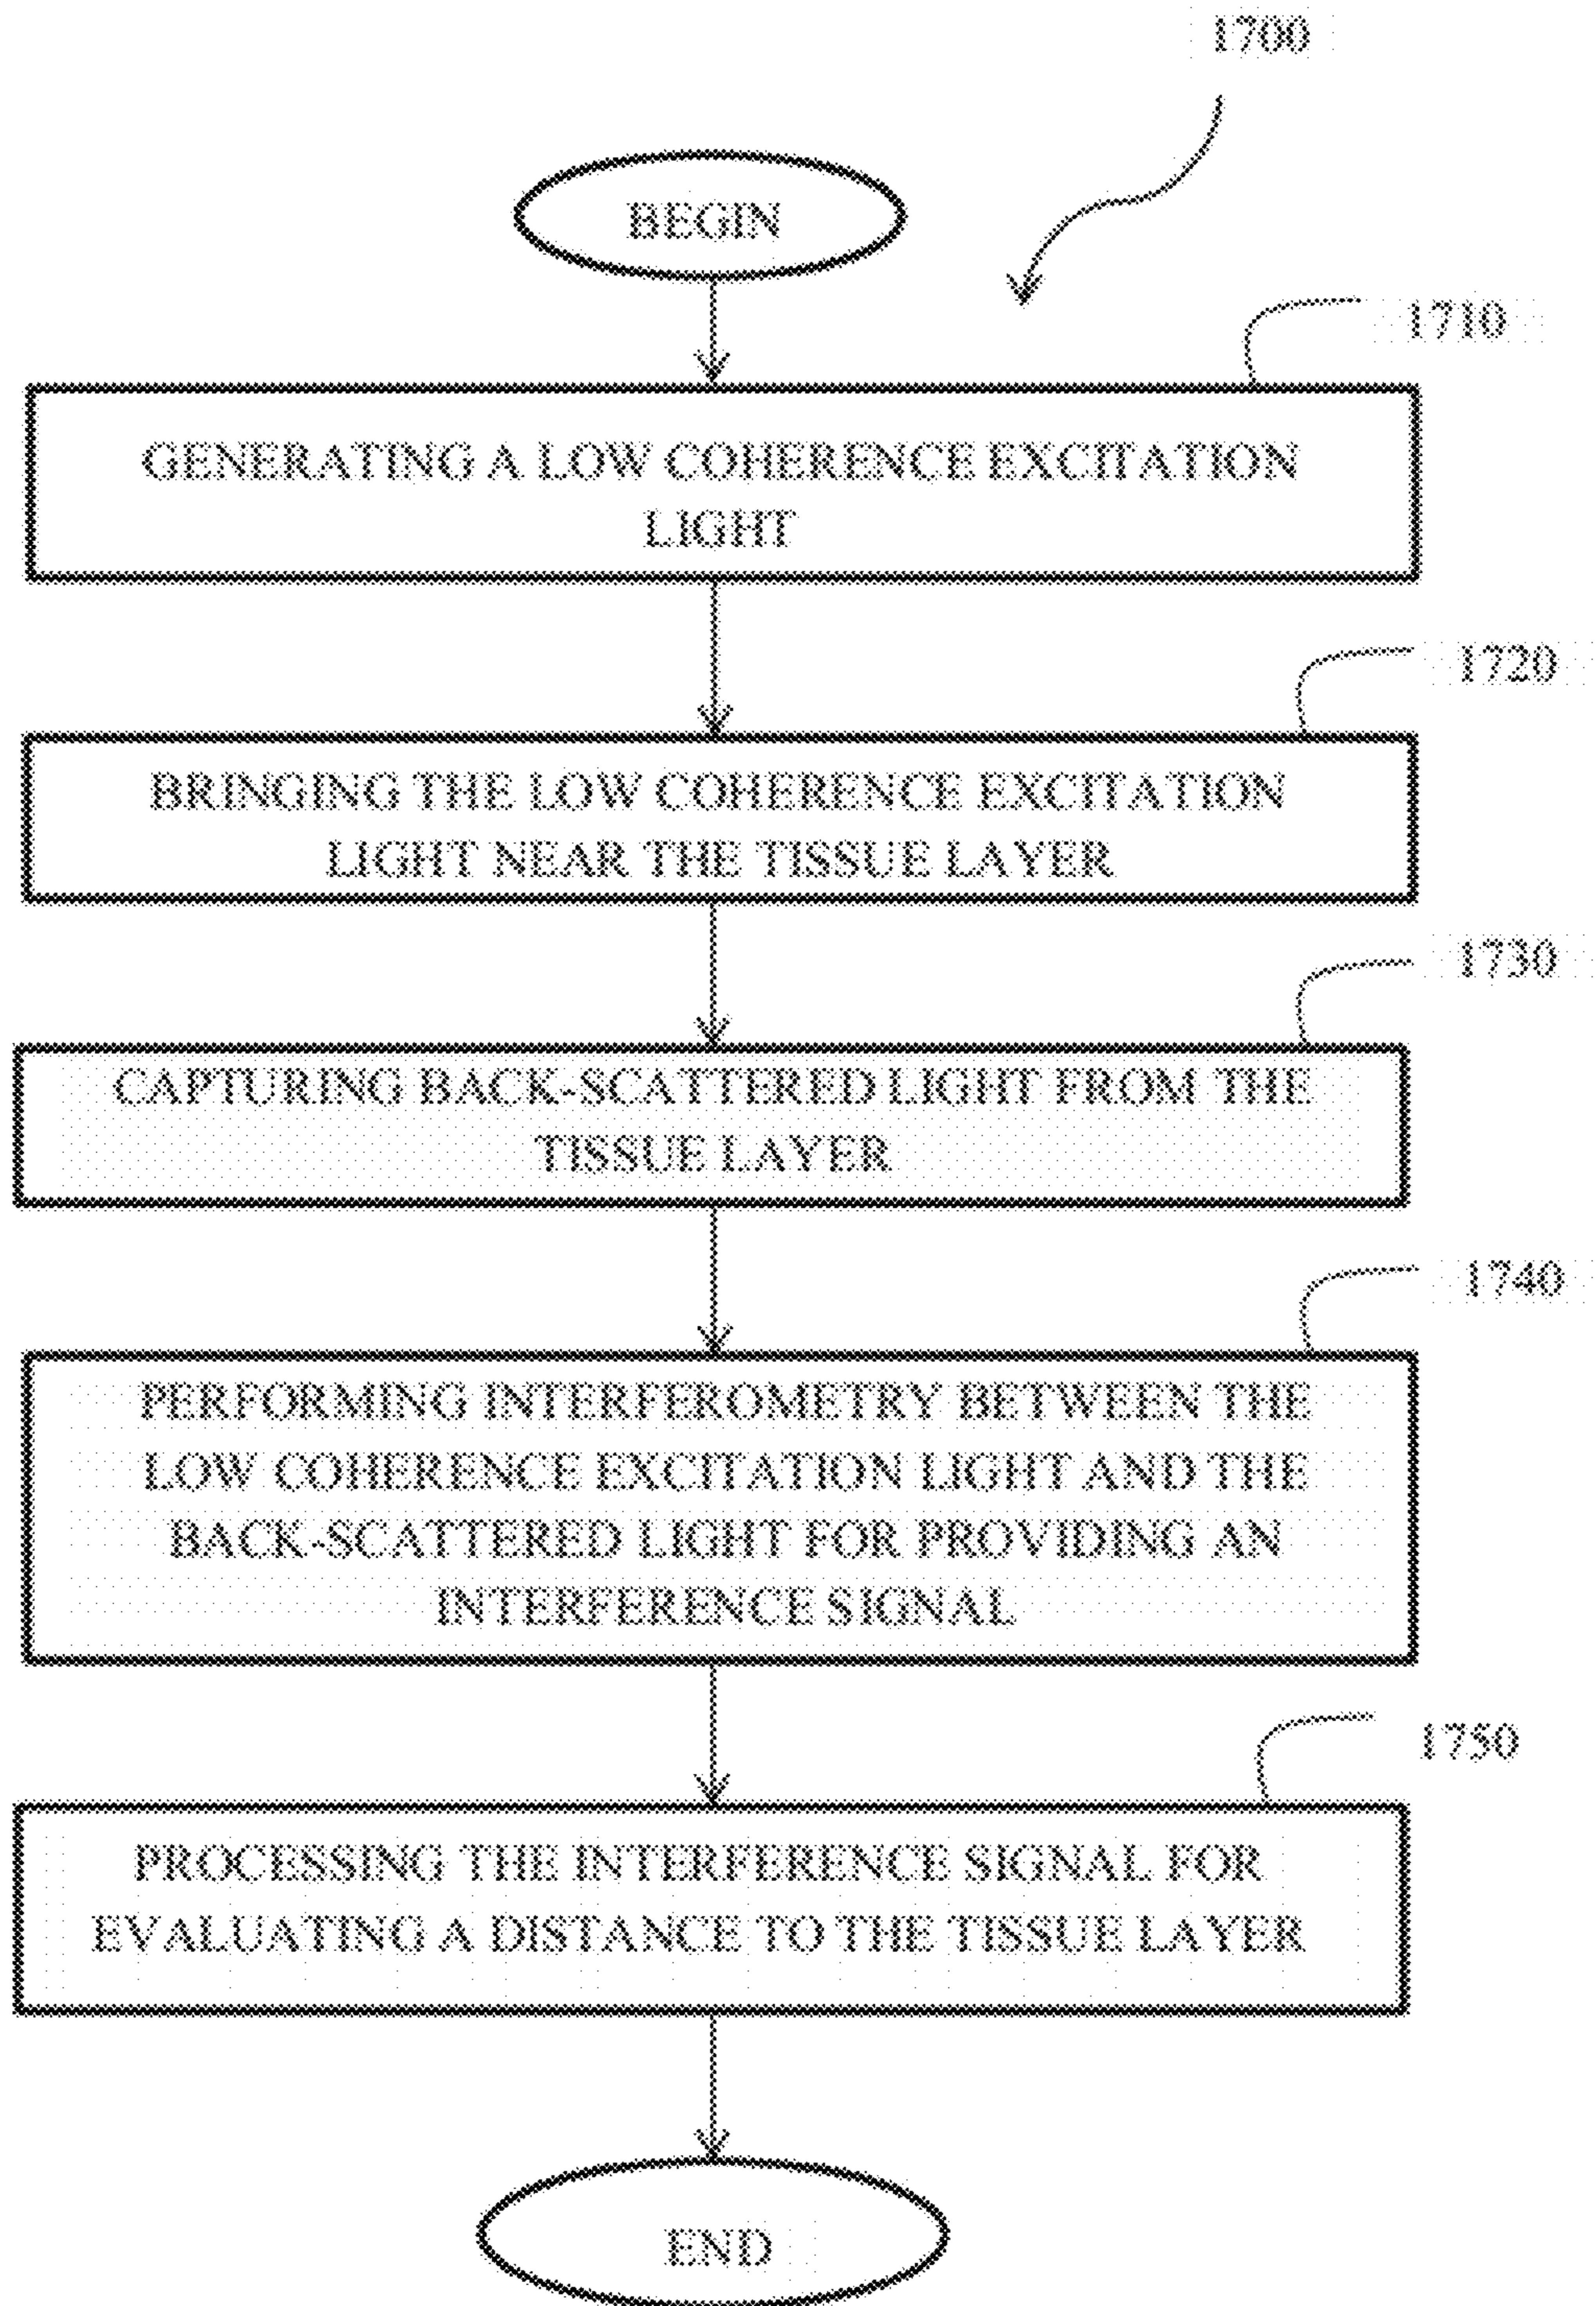 1700
BEGIN
1710
GENERATING A LOW COHERENCE EXCITATION
LIGHT
1720
BRINGING THE LOW COHERENCE EXCITATION
LIGHT NEAR THE TISSUE LAYER
1730
CAPTURING BACK-SCATTERED LIGHT FROM THE
TISSUE LAYER
1740
PERFORMING INTERFEROMETRY BETWEEN THE
LOW COHERENCE EXCITATION LIGHT AND THE
BACK-SCATTERED LIGHT FOR PROVIDING AN
INTERFERENCE SIGNAL
1750
PROCESSING THE INTERFERENCE SIGNAL FOR
EVALUATING A DISTANCE TO THE TISSUE LAYER
END